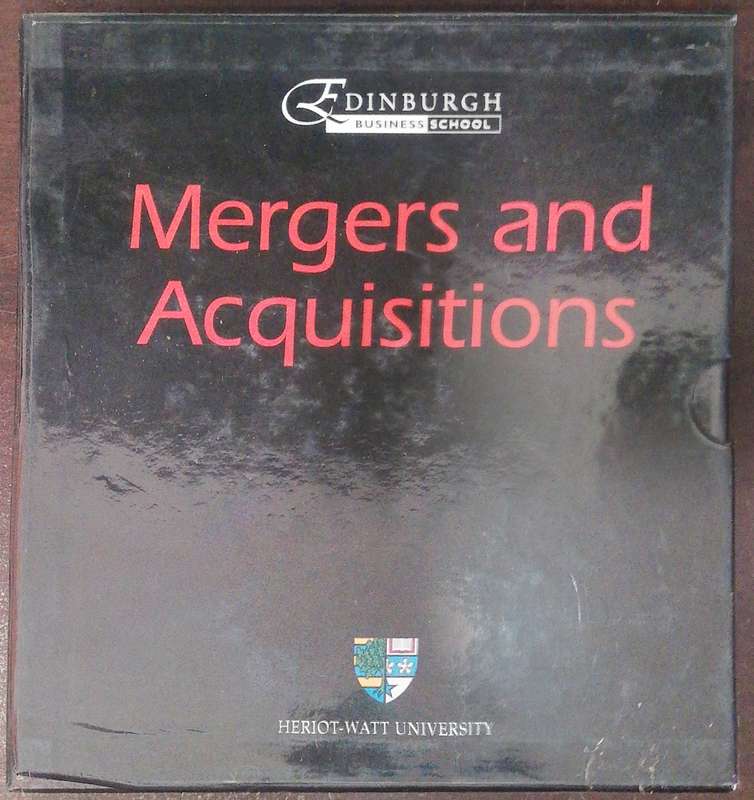 EDINBURGH
BUSINESS SCHOOL
Mergers and
Acquisitions
HERIOT-WATT UNIVERSITY